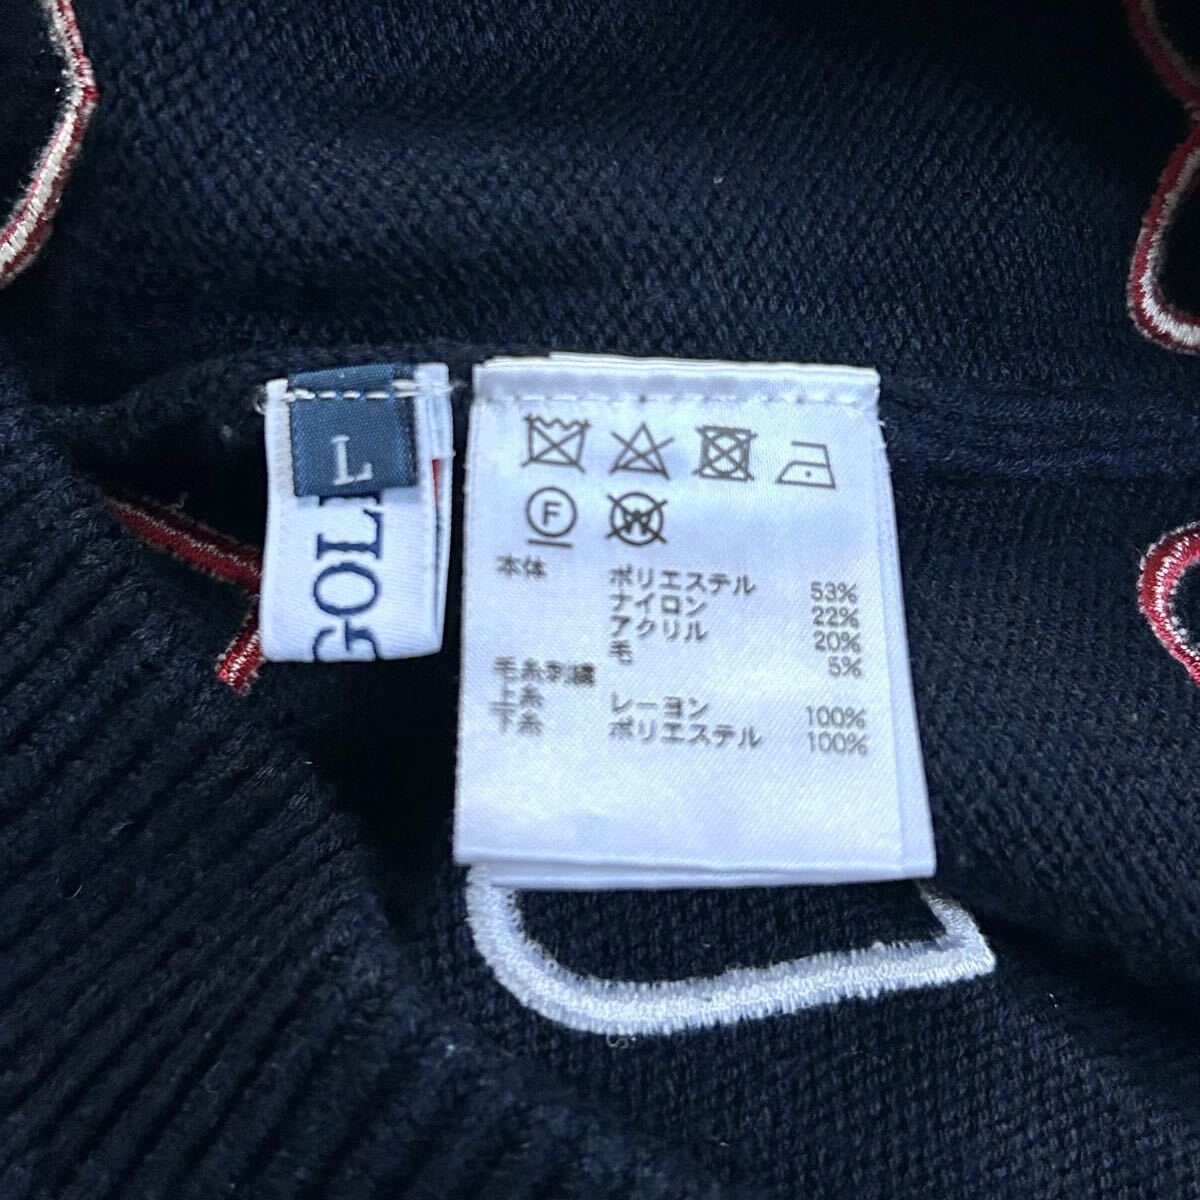 L
GOL
F
W
本体 ポリエステル 53%
ナイロン 22%
アクリル 20%
毛 5%
毛糸刺繍
上糸 レーヨン 100%
下糸 ポリエステル 100%